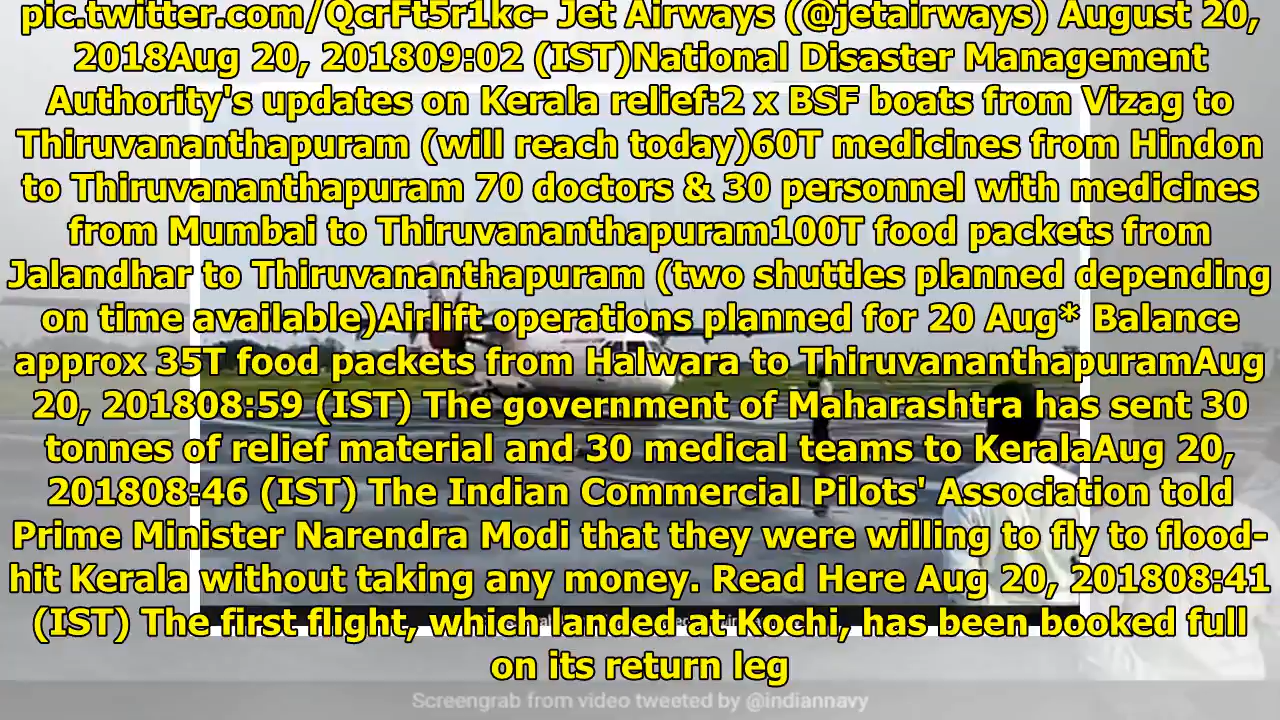 pic.twitter.com/QcrFt5r1kc- Jet Airways (@jetairways) August 20,
2018Aug 20, 201809:02 (IST)National Disaster Management
Authority's updates on Kerala relief:2 x BSF boats from Vizag to
Thiruvananthapuram (will reach today)60T medicines from Hindon
to Thiruvananthapuram 70 doctors & 30 personnel with medicines
from Mumbai to Thiruvananthapuram100T food packets from
Jalandhar to Thiruvananthapuram (two shuttles planned depending
on time available)Airlift operations planned for 20 Aug* Balance
approx 35T food packets from Halwara to ThiruvananthapuramAug
20, 201808:59 (IST) The government of Maharashtra has sent 30
tonnes of relief material and 30 medical teams to KeralaAug 20,
201808:46 (IST) The Indian Commercial Pilots' Association told
Prime Minister Narendra Modi that they were willing to fly to flood-
hit Kerala without taking any money. Read Here Aug 20, 201808:41
(IST) The first flight, which landed at Kochi, has been booked full
on its return leg
Screengrab from video tweeted by @indiannavy